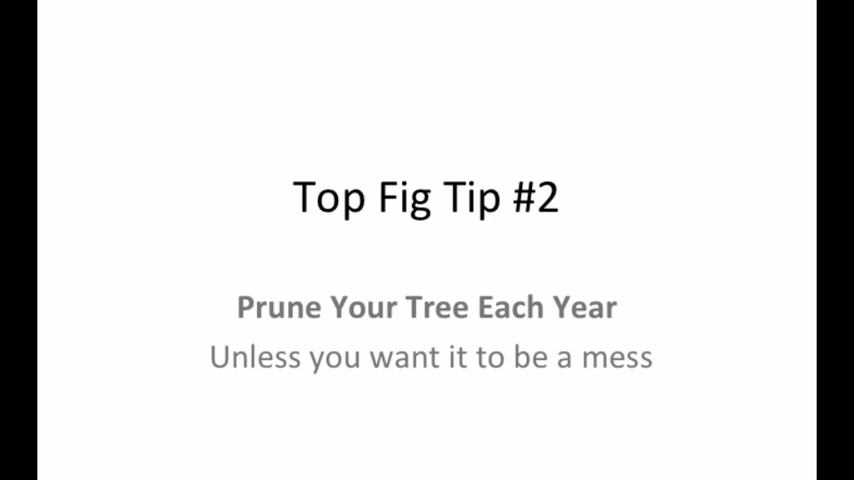 Top Fig Tip #2
Prune Your Tree Each Year
Unless you want it to be a mess